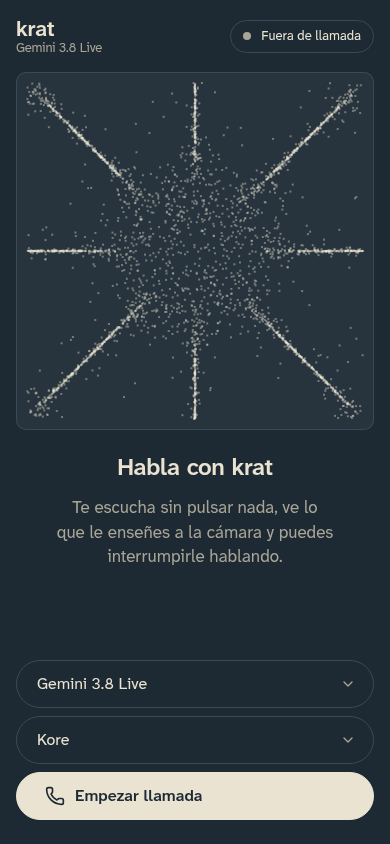 krat
Gemini 3.8 Live
Fuera de llamada
Habla con krat
Te escucha sin pulsar nada, ve lo
que le enseñes a la cámara y puedes
interrumpirle hablando.
Gemini 3.8 Live
Kore
Empezar llamada